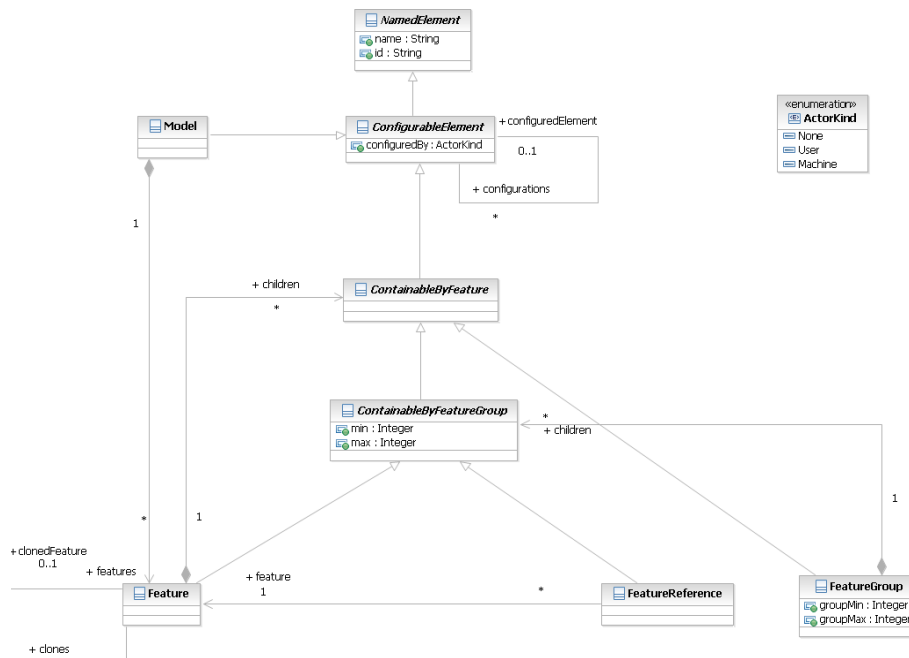 NamedElement
name : String
id : String
«enumeration»
ActorKind
None
User
Machine
Model
ConfigurableElement
configuredBy : ActorKind
+ configuredElement
0..1
+ configurations
*
1
+ children
*
ContainableByFeature
ContainableByFeatureGroup
min : Integer
max : Integer
*
+ children
1
*
1
+ clonedFeature
0..1
+ features
Feature
+ feature
1
*
FeatureReference
FeatureGroup
groupMin : Integer
groupMax : Integer
+ clones